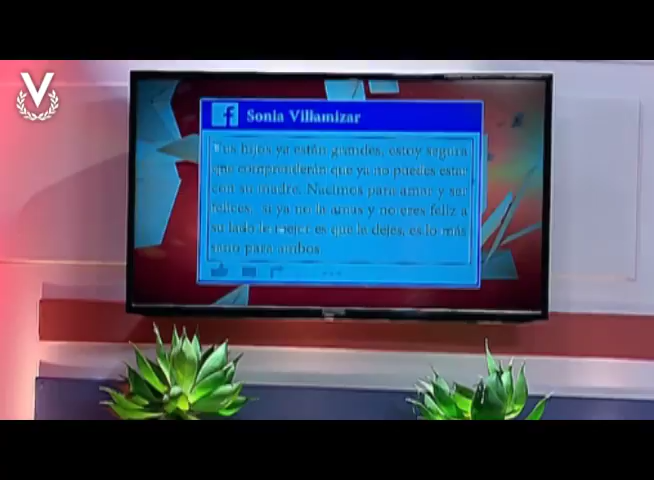 V
f Sonia Villamizar
Tus hijos ya están grandes, estoy segura
que comprenderán que ya no puedes estar
con su madre. Nacimos para amar y ser
felices, si ya no la amas y no eres feliz a
su lado lo mejor es que la dejes, es lo más
sano para ambos